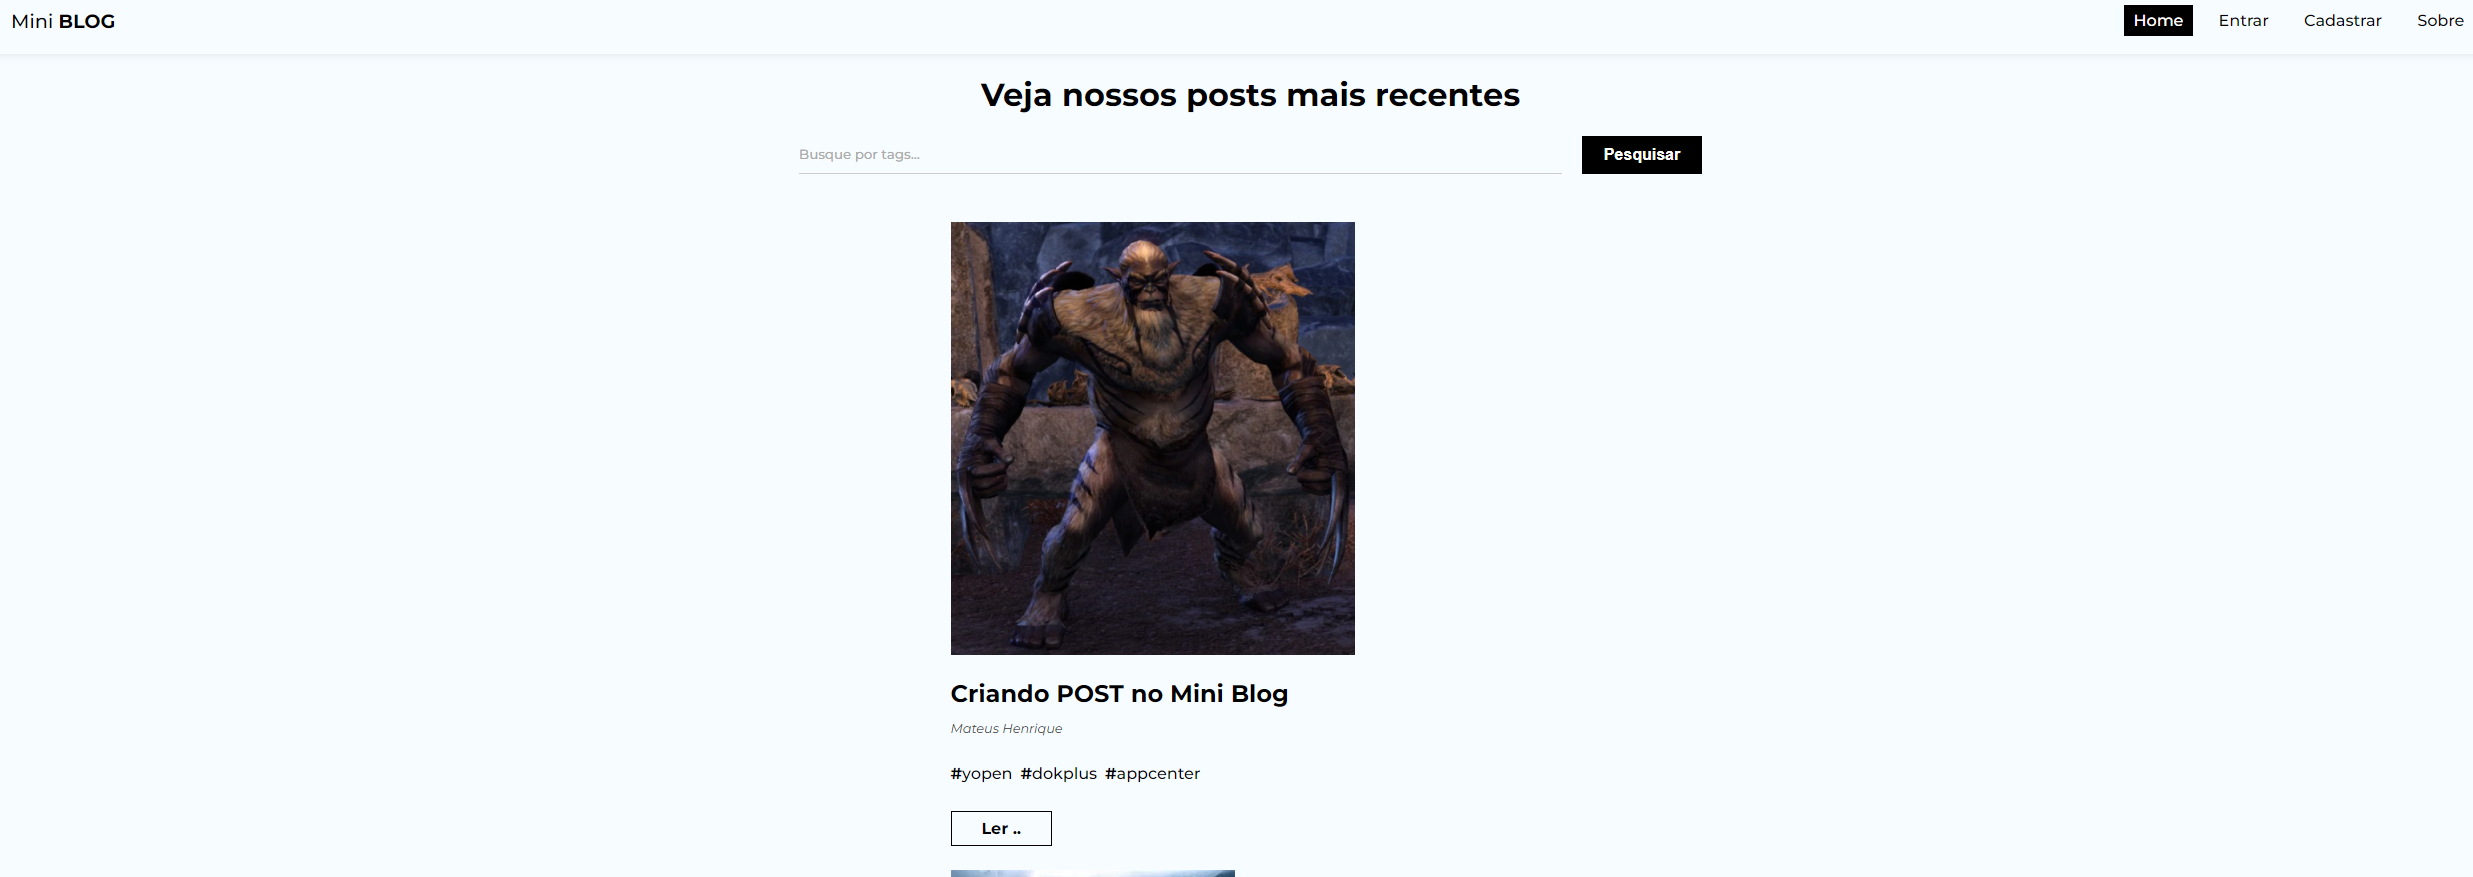 Mini BLOG
Home Entrar Cadastrar Sobre
Veja nossos posts mais recentes
Busque por tags...
Pesquisar
Criando POST no Mini Blog
Mateus Henrique
#yopen #dokplus #appcenter
Ler ..